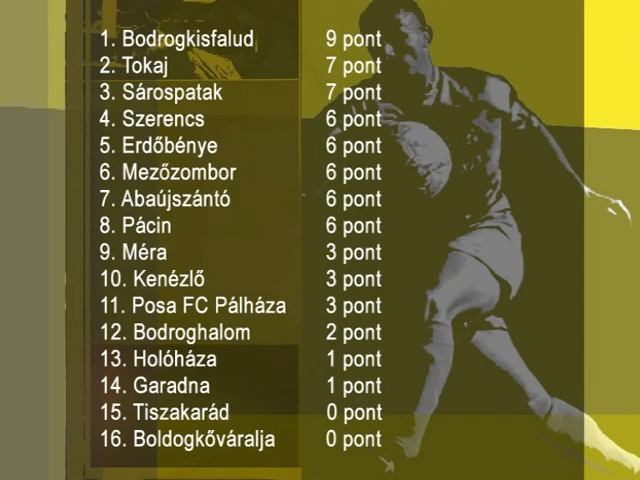 1. Bodrogkisfalud 9 pont
2. Tokaj 7 pont
3. Sárospatak 7 pont
4. Szerencs 6 pont
5. Erdőbénye 6 pont
6. Mezőzombor 6 pont
7. Abaújszántó 6 pont
8. Pácin 6 pont
9. Méra 3 pont
10. Kenézlő 3 pont
11. Posa FC Pálháza 3 pont
12. Bodroghalom 2 pont
13. Holóháza 1 pont
14. Garadna 1 pont
15. Tiszakarád 0 pont
16. Boldogkőváralja 0 pont